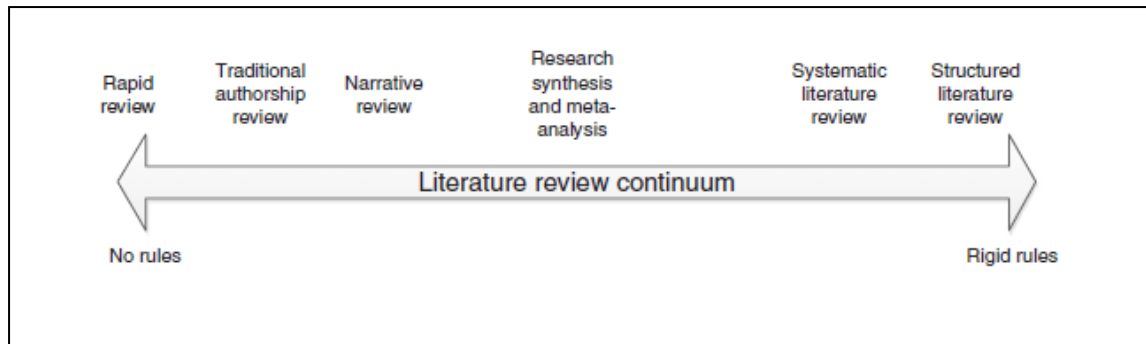 Rapid
review
Traditional
authorship
review
Narrative
review
Research
synthesis
and meta-
analysis
Systematic
literature
review
Structured
literature
review
Literature review continuum
No rules
Rigid rules